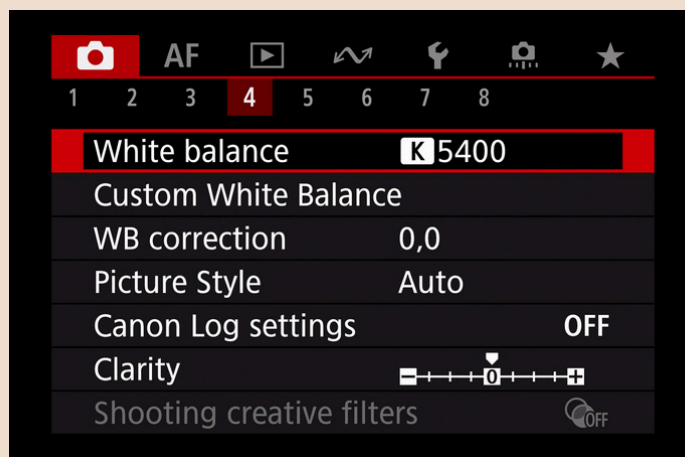 AF
1 2 3 4 5 6 7 8
White balance K 5400
Custom White Balance
WB correction 0,0
Picture Style Auto
Canon Log settings OFF
Clarity 0
Shooting creative filters OFF